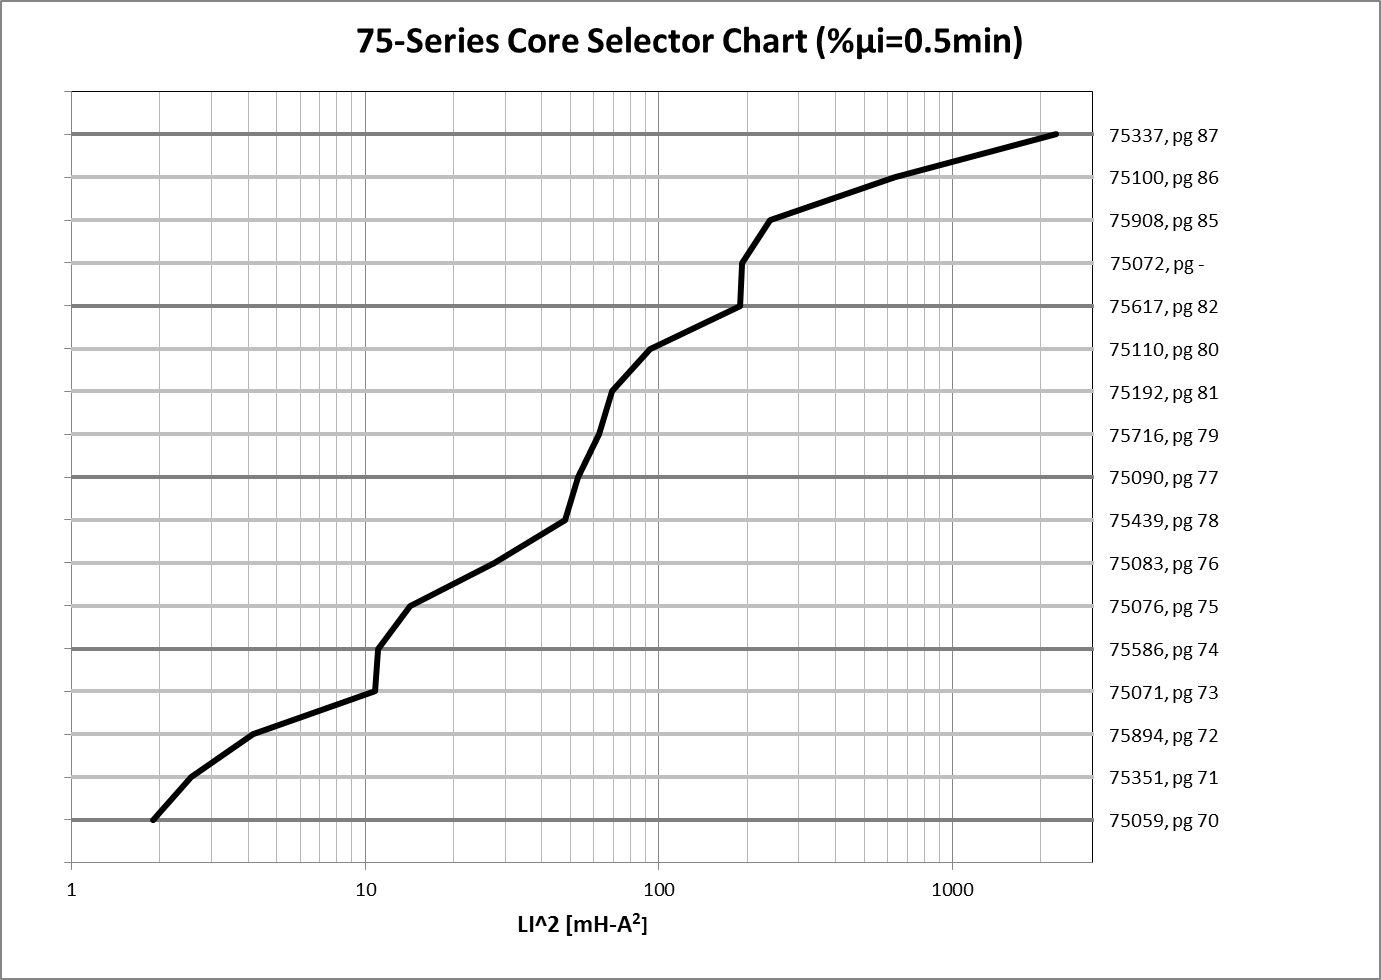 75-Series Core Selector Chart (%µi=0.5min)
75337, pg 87
75100, pg 86
75908, pg 85
75072, pg -
75617, pg 82
75110, pg 80
75192, pg 81
75716, pg 79
75090, pg 77
75439, pg 78
75083, pg 76
75076, pg 75
75586, pg 74
75071, pg 73
75894, pg 72
75351, pg 71
75059, pg 70
1 10 100 1000
LI^2 [mH-A²]